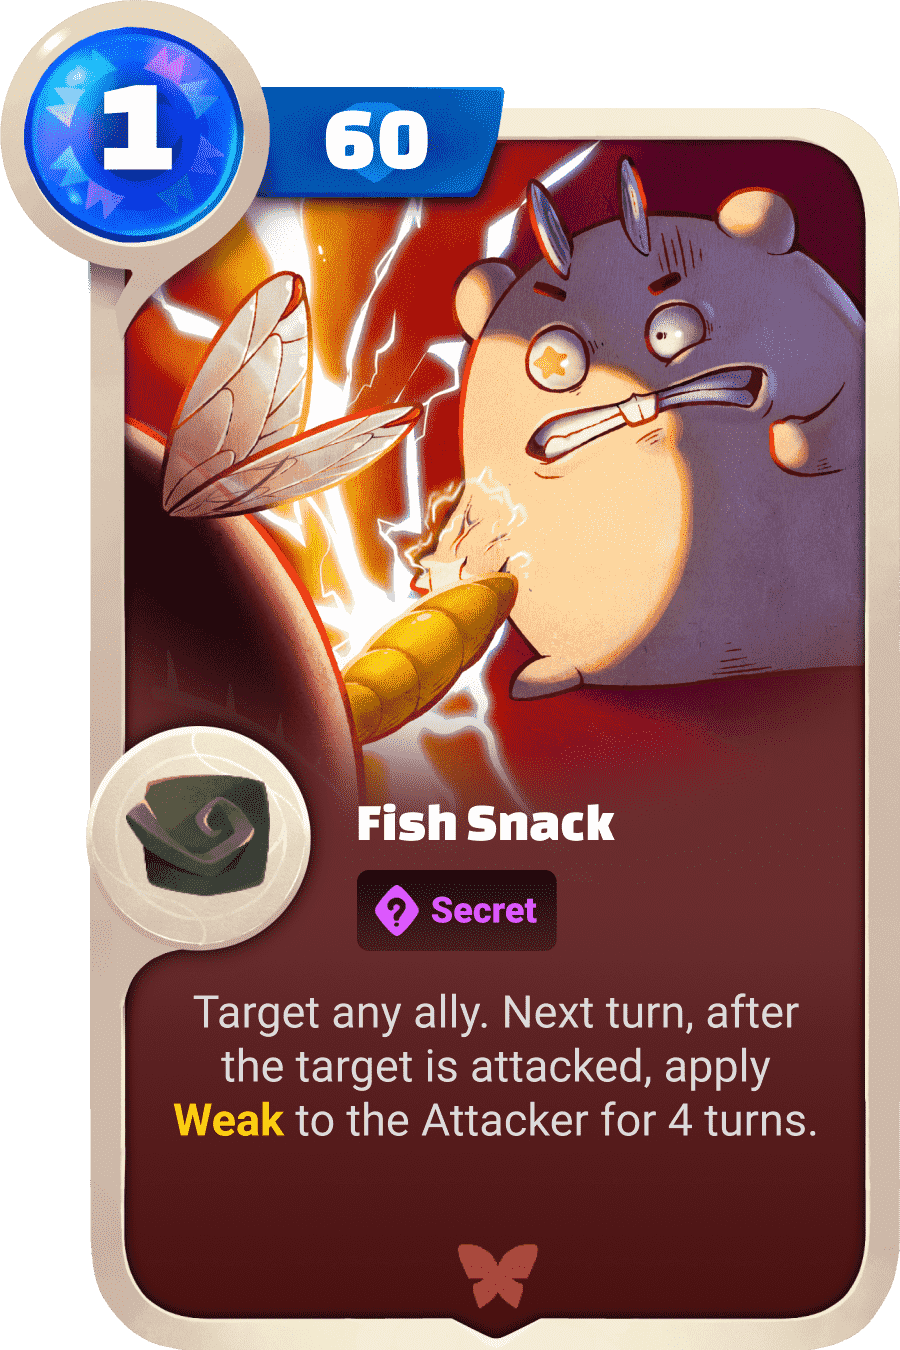 1
60
Fish Snack
? Secret
Target any ally. Next turn, after
the target is attacked, apply
Weak to the Attacker for 4 turns.